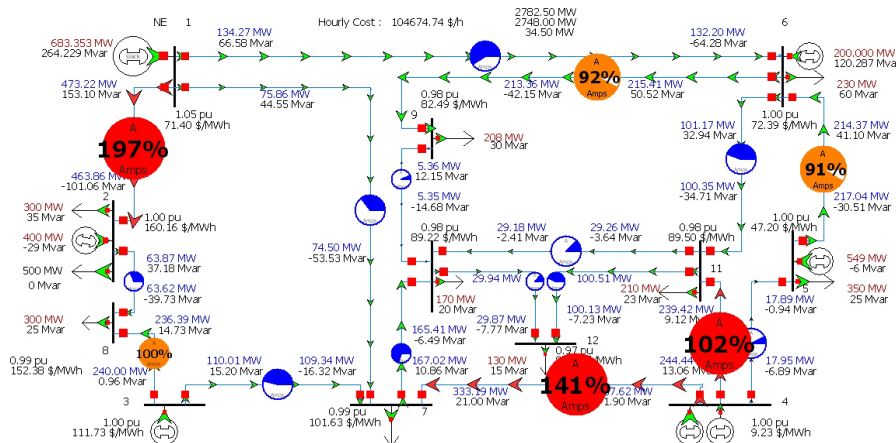 NE
1
Hourly Cost :
104674.74 $/h
2782.50 MW
2748.00 MW
34.50 MW
6
683.353 MW
264.229 Mvar
slack
134.27 MW
66.58 Mvar
132.20 MW
-64.28 Mvar
200.000 MW
120.287 Mvar
473.22 MW
153.10 Mvar
75.86 MW
44.55 Mvar
A
92%
Amps
213.36 MW
-42.15 Mvar
215.41 MW
50.52 Mvar
230 MW
60 Mvar
1.05 pu
71.40 $/MWh
0.98 pu
82.49 $/MWh
9
1.00 pu
72.39 $/MWh
A
197%
Amps
208 MW
30 Mvar
101.17 MW
32.94 Mvar
214.37 MW
41.10 Mvar
463.86 MW
-101.06 Mvar
5.36 MW
12.15 Mvar
100.35 MW
-34.71 Mvar
A
91%
Amps
217.04 MW
-30.51 Mvar
2
300 MW
35 Mvar
1.00 pu
160.16 $/MWh
5.35 MW
-14.68 Mvar
400 MW
-29 Mvar
0.98 pu
89.22 $/MWh
29.18 MW
-2.41 Mvar
29.26 MW
-3.64 Mvar
0.98 pu
89.50 $/MWh
1.00 pu
47.20 $/MWh
500 MW
0 Mvar
63.87 MW
37.18 Mvar
74.50 MW
-53.53 Mvar
11
549 MW
-6 Mvar
5
350 MW
25 Mvar
63.62 MW
-39.73 Mvar
29.94 MW
100.51 MW
210 MW
23 Mvar
170 MW
20 Mvar
17.89 MW
-0.94 Mvar
300 MW
25 Mvar
236.39 MW
14.73 Mvar
165.41 MW
-6.49 Mvar
29.87 MW
-7.77 Mvar
100.13 MW
-7.23 Mvar
239.42 MW
9.12
8
12
0.97
A
100%
Amps
A
102%
Amps
0.99 pu
152.38 $/MWh
240.00 MW
0.96 Mvar
110.01 MW
15.20 Mvar
109.34 MW
-16.32 Mvar
167.02 MW
10.86 Mvar
130 MW
15 Mvar
244.44
13.06
17.95 MW
-6.89 Mvar
333.19 MW
21.00 Mvar
A
141%
Amps
7.62 MW
1.90 Mvar
3
7
4
1.00 pu
111.73 $/MWh
0.99 pu
101.63 $/MWh
1.00 pu
9.23 $/MWh